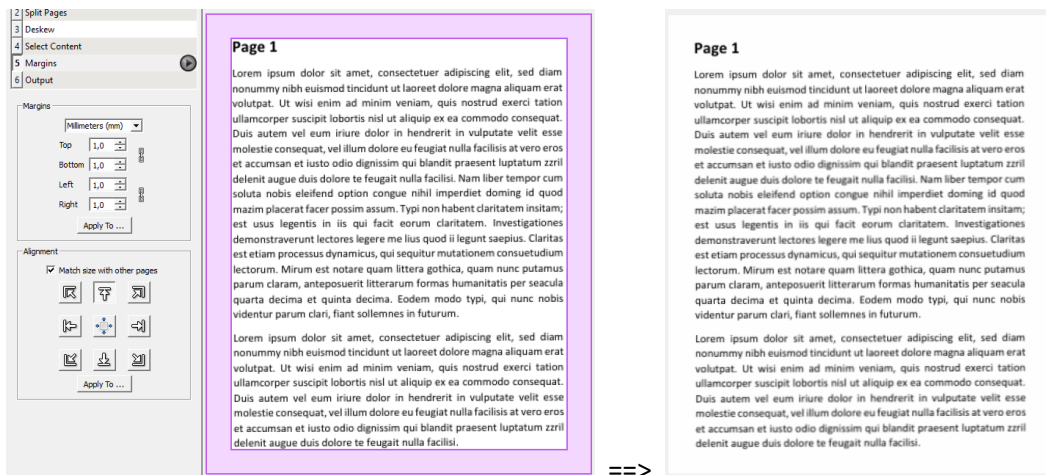 2 Split Pages
3 Deskew
4 Select Content
5 Margins
6 Output
Margins
Millimeters (mm)
Top 1,0
Bottom 1,0
Left 1,0
Right 1,0
Apply To ...
Alignment
Match size with other pages
Apply To ...
Page 1
Lorem ipsum dolor sit amet, consectetuer adipiscing elit, sed diam
nonummy nibh euismod tincidunt ut laoreet dolore magna aliquam erat
volutpat. Ut wisi enim ad minim veniam, quis nostrud exerci tation
ullamcorper suscipit lobortis nisl ut aliquip ex ea commodo consequat.
Duis autem vel eum iriure dolor in hendrerit in vulputate velit esse
molestie consequat, vel illum dolore eu feugiat nulla facilisis at vero eros
et accumsan et iusto odio dignissim qui blandit praesent luptatum zzril
delenit augue duis dolore te feugait nulla facilisi. Nam liber tempor cum
soluta nobis eleifend option congue nihil imperdiet doming id quod
mazim placerat facer possim assum. Typi non habent claritatem insitam;
est usus legentis in iis qui facit eorum claritatem. Investigationes
demonstraverunt lectores legere me lius quod ii legunt saepius. Claritas
est etiam processus dynamicus, qui sequitur mutationem consuetudium
lectorum. Mirum est notare quam littera gothica, quam nunc putamus
parum claram, anteposuerit litterarum formas humanitatis per seacula
quarta decima et quinta decima. Eodem modo typi, qui nunc nobis
videntur parum clari, fiant sollemnes in futurum.
Lorem ipsum dolor sit amet, consectetuer adipiscing elit, sed diam
nonummy nibh euismod tincidunt ut laoreet dolore magna aliquam erat
volutpat. Ut wisi enim ad minim veniam, quis nostrud exerci tation
ullamcorper suscipit lobortis nisl ut aliquip ex ea commodo consequat.
Duis autem vel eum iriure dolor in hendrerit in vulputate velit esse
molestie consequat, vel illum dolore eu feugiat nulla facilisis at vero eros
et accumsan et iusto odio dignissim qui blandit praesent luptatum zzril
delenit augue duis dolore te feugait nulla facilisi.
==>
Page 1
Lorem ipsum dolor sit amet, consectetuer adipiscing elit, sed diam
nonummy nibh euismod tincidunt ut laoreet dolore magna aliquam erat
volutpat. Ut wisi enim ad minim veniam, quis nostrud exerci tation
ullamcorper suscipit lobortis nisl ut aliquip ex ea commodo consequat.
Duis autem vel eum iriure dolor in hendrerit in vulputate velit esse
molestie consequat, vel illum dolore eu feugiat nulla facilisis at vero eros
et accumsan et iusto odio dignissim qui blandit praesent luptatum zzril
delenit augue duis dolore te feugait nulla facilisi. Nam liber tempor cum
soluta nobis eleifend option congue nihil imperdiet doming id quod
mazim placerat facer possim assum. Typi non habent claritatem insitam;
est usus legentis in iis qui facit eorum claritatem. Investigationes
demonstraverunt lectores legere me lius quod ii legunt saepius. Claritas
est etiam processus dynamicus, qui sequitur mutationem consuetudium
lectorum. Mirum est notare quam littera gothica, quam nunc putamus
parum claram, anteposuerit litterarum formas humanitatis per seacula
quarta decima et quinta decima. Eodem modo typi, qui nunc nobis
videntur parum clari, fiant sollemnes in futurum.
Lorem ipsum dolor sit amet, consectetuer adipiscing elit, sed diam
nonummy nibh euismod tincidunt ut laoreet dolore magna aliquam erat
volutpat. Ut wisi enim ad minim veniam, quis nostrud exerci tation
ullamcorper suscipit lobortis nisl ut aliquip ex ea commodo consequat.
Duis autem vel eum iriure dolor in hendrerit in vulputate velit esse
molestie consequat, vel illum dolore eu feugiat nulla facilisis at vero eros
et accumsan et iusto odio dignissim qui blandit praesent luptatum zzril
delenit augue duis dolore te feugait nulla facilisi.